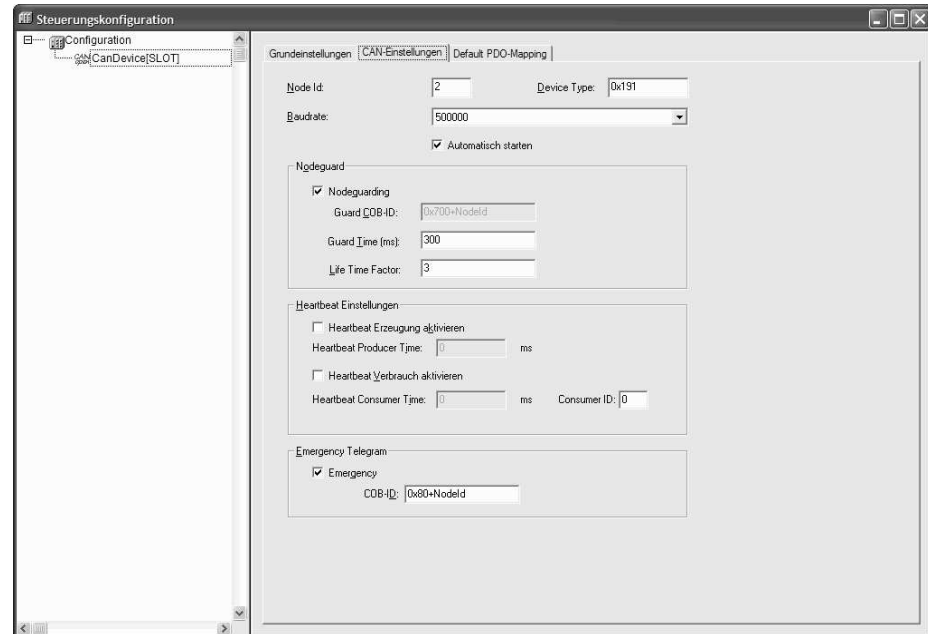 Steuerungskonfiguration
Configuration
CanDevice[SLOT]
Grundeinstellungen CAN-Einstellungen Default PDO-Mapping
Node Id: 2 Device Type: 0x191
Baudrate: 500000
Automatisch starten
Nodeguard
Nodeguarding
Guard COB-ID: 0x700+NodeId
Guard Time (ms): 300
Life Time Factor: 3
Heartbeat Einstellungen
Heartbeat Erzeugung aktivieren
Heartbeat Producer Time: 0 ms
Heartbeat Verbrauch aktivieren
Heartbeat Consumer Time: 0 ms Consumer ID: 0
Emergency Telegram
Emergency
COB-ID: 0x80+NodeId